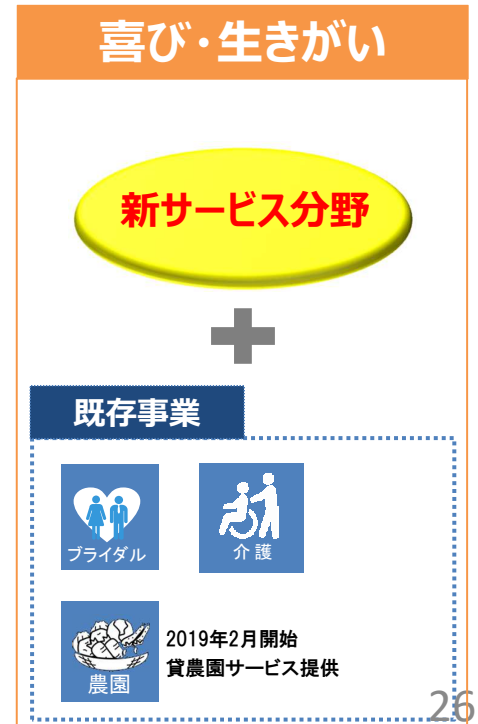 喜び・生きがい
新サービス分野
既存事業
ブライダル
介護
農園
2019年2月開始
貸農園サービス提供
26